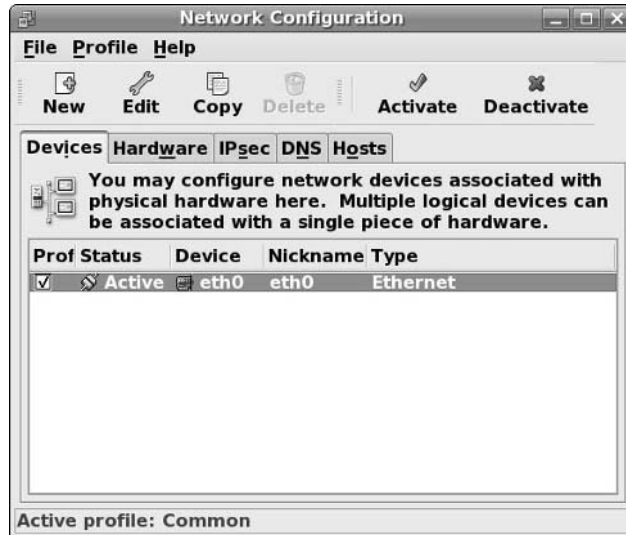 Network Configuration
File Profile Help
New Edit Copy Delete Activate Deactivate
Devices Hardware IPsec DNS Hosts
You may configure network devices associated with
physical hardware here. Multiple logical devices can
be associated with a single piece of hardware.
Prof Status Device Nickname Type
Active eth0 eth0 Ethernet
Active profile: Common